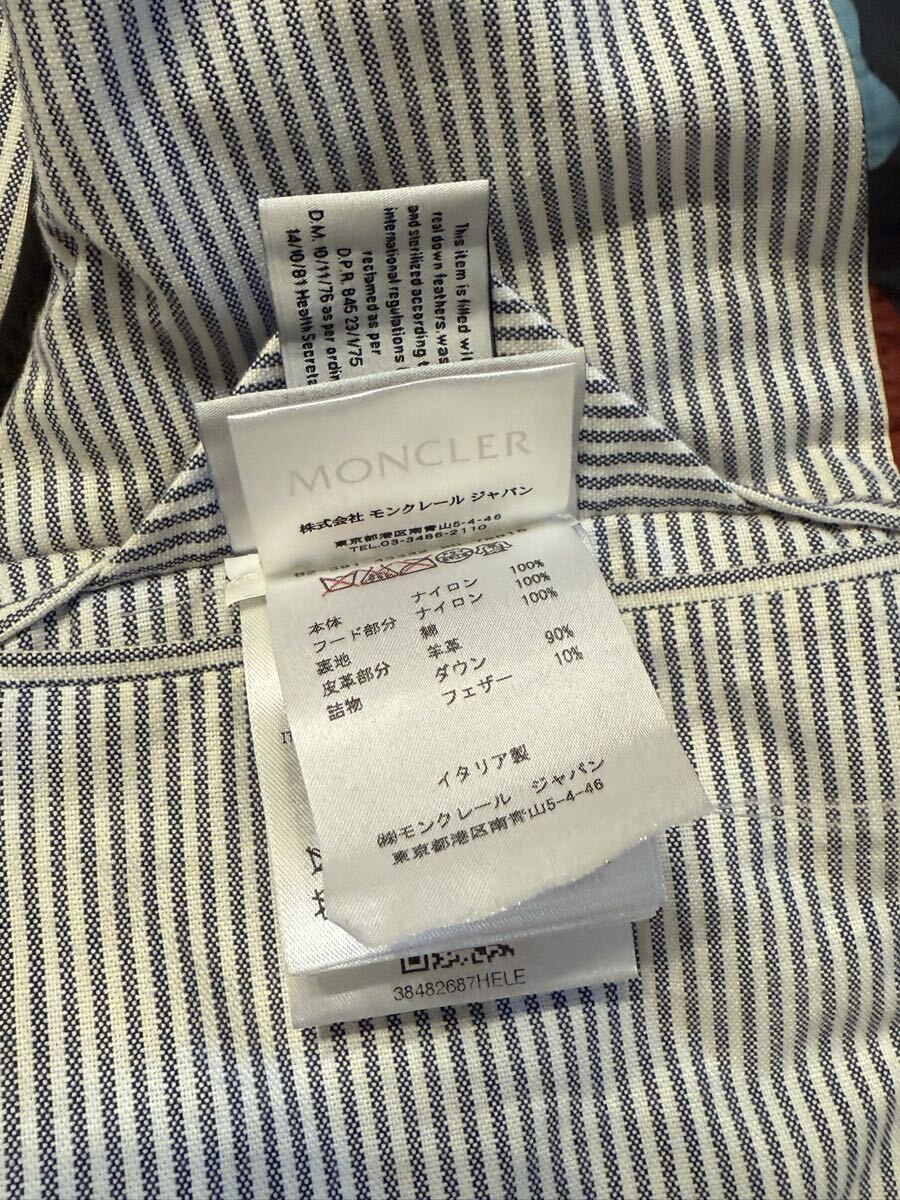 This item is filled wit
real down feathers, was
and sterilized according t
international regulations
reclamed as per
D.P.R. 845 23/1/75
D.M. 10/11/76 as per ordin
14/10/81 Health Secreta
MONCLER
株式会社 モンクレール ジャパン
東京都港区南青山5-4-46
TEL.03-3486-2110
本体 ナイロン 100%
フード部分 ナイロン 100%
裏地 綿 100%
皮革部分 羊革
詰物 ダウン 90%
フェザー 10%
イタリア製
㈱モンクレール ジャパン
東京都港区南青山5-4-46
38482687HELE